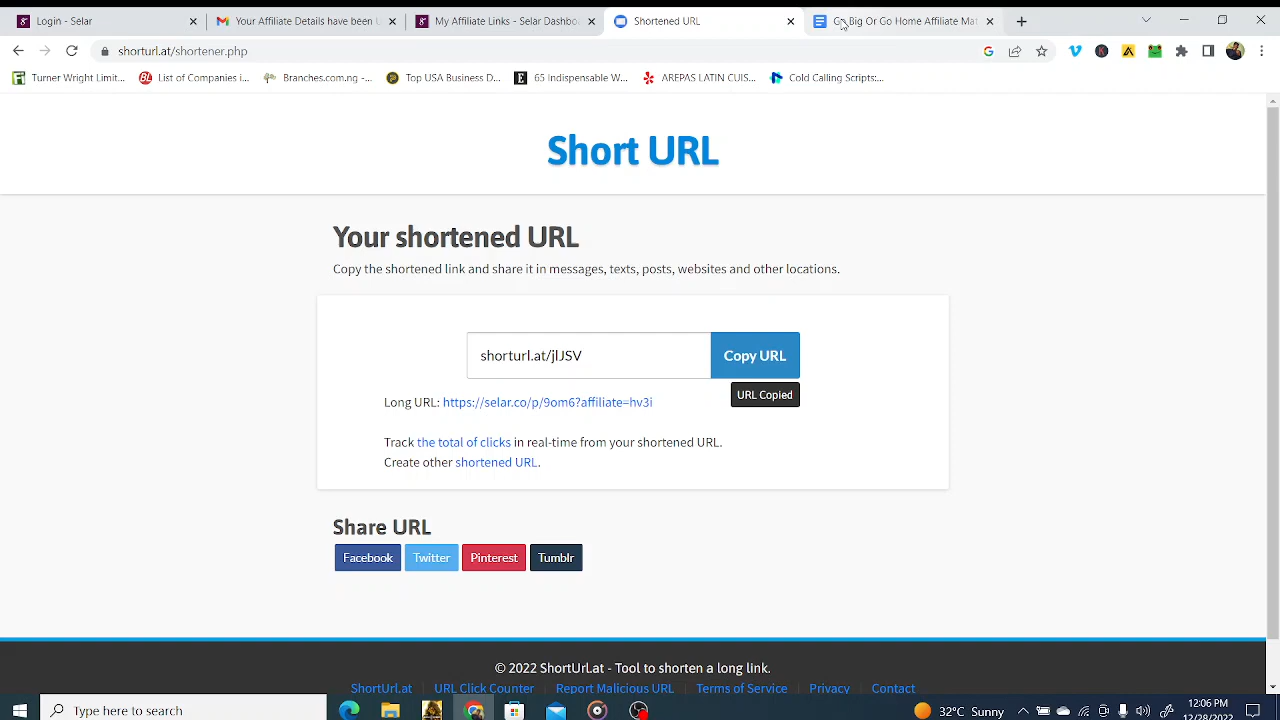 Login - Selar
Your Affiliate Details have Been U
My Affiliate Links - Selar Dashboa
Shortened URL
Go Big Or Go Home Affiliate Mat
shorturl.at/shortener.php
Turner Wright Limit...
List of Companies i...
Branches.com.ng -...
Top USA Business D...
65 Indispensable W...
AREPAS LATIN CUIS...
Cold Calling Scripts:...
Short URL
Your shortened URL
Copy the shortened link and share it in messages, texts, posts, websites and other locations.
shorturl.at/jlJSV
Copy URL
URL Copied
Long URL: https://selar.co/p/9om6?affiliate=hv3i
Track the total of clicks in real-time from your shortened URL.
Create other shortened URL.
Share URL
Facebook
Twitter
Pinterest
Tumblr
© 2022 ShortUrl.at - Tool to shorten a long link.
ShortUrl.at | URL Click Counter | Report Malicious URL | Terms of Service | Privacy | Contact
Type here to search
32°C Sunny
12:06 PM
12/28/2022